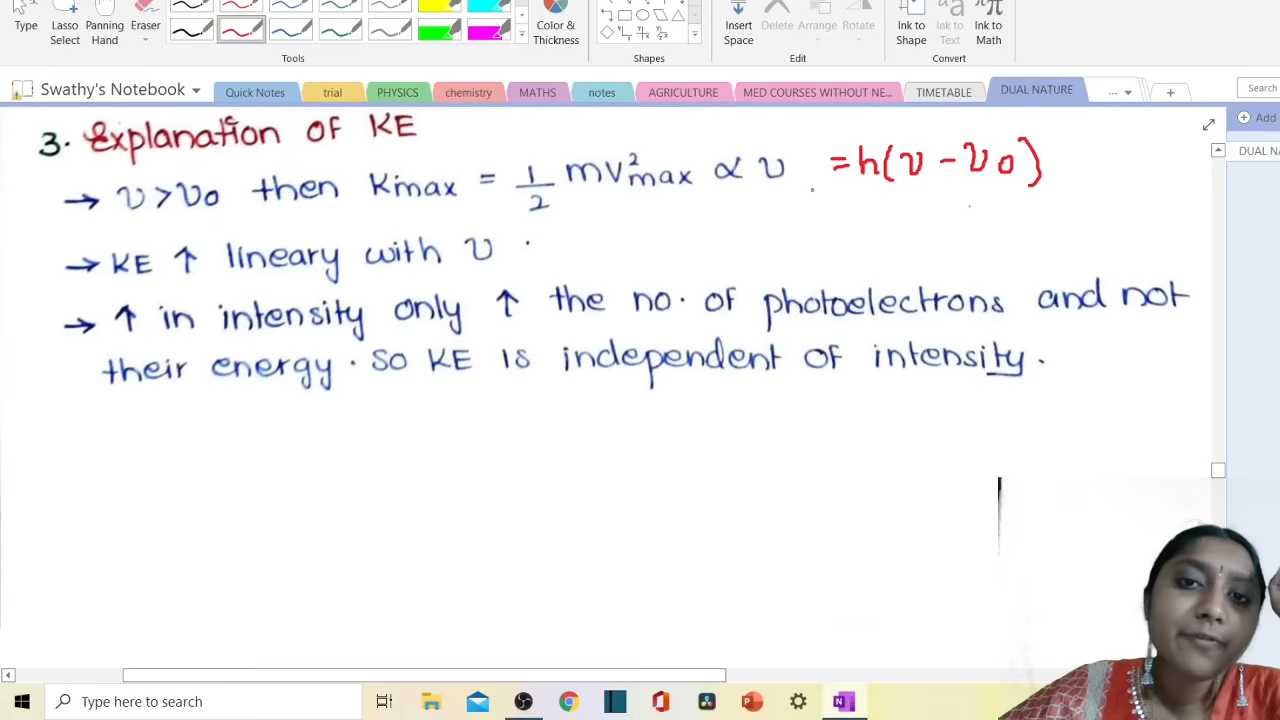 Type
Lasso Select
Panning Hand
Eraser
Color & Thickness
Insert Space
Delete
Arrange
Rotate
Ink to Shape
Ink to Text
Ink to Math
Tools
Shapes
Edit
Convert
Swathy's Notebook
Quick Notes
trial
PHYSICS
chemistry
MATHS
notes
AGRICULTURE
MED COURSES WITHOUT NE...
TIMETABLE
DUAL NATURE
...
+
Search
Add
DUAL NA
3. Explanation of KE
→ υ > υo then Kmax = 1/2 mv²max ∝ υ = h(υ - υo)
→ KE ↑ lineary with υ .
→ ↑ in intensity only ↑ the no. of photoelectrons and not
their energy. So KE is independent of intensity.
Type here to search